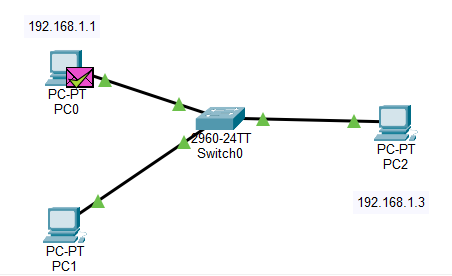 192.168.1.1
PC-PT
PC0
2960-24TT
Switch0
PC-PT
PC2
192.168.1.3
PC-PT
PC1